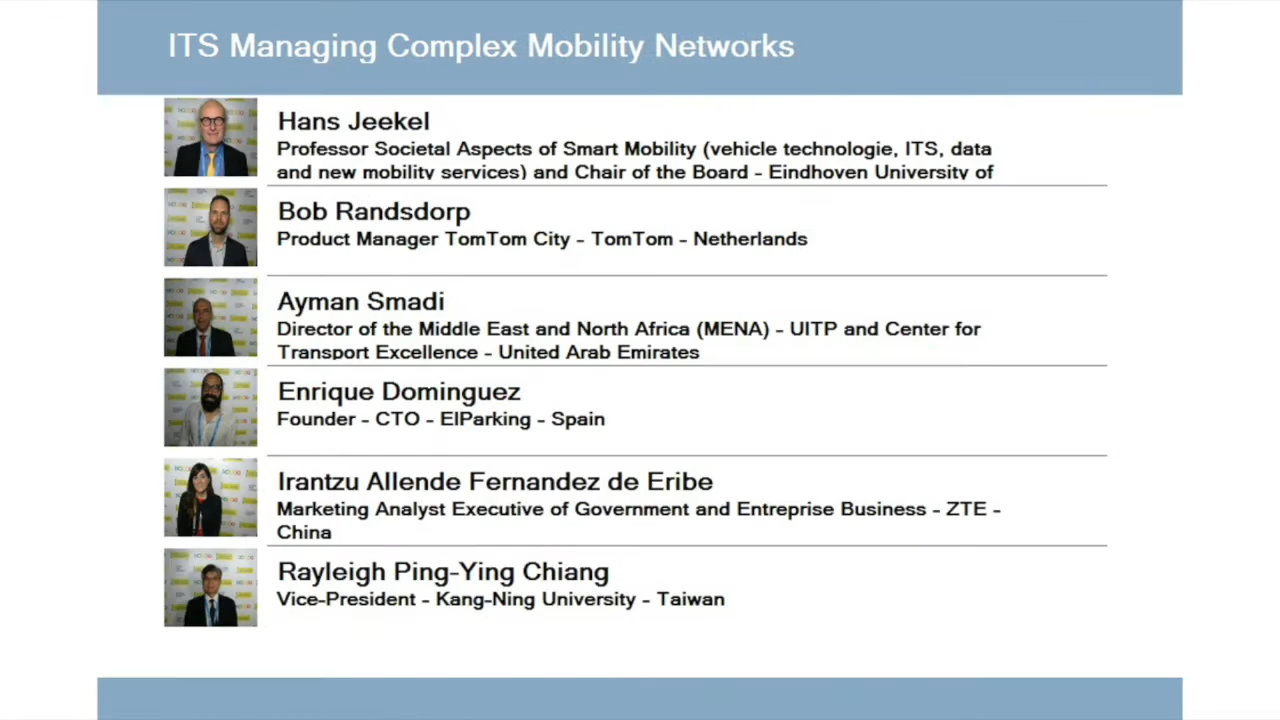 ITS Managing Complex Mobility Networks
Hans Jeekel
Professor Societal Aspects of Smart Mobility (vehicle technologie, ITS, data
and new mobility services) and Chair of the Board - Eindhoven University of
Bob Randsdorp
Product Manager TomTom City - TomTom - Netherlands
Ayman Smadi
Director of the Middle East and North Africa (MENA) - UITP and Center for
Transport Excellence - United Arab Emirates
Enrique Dominguez
Founder - CTO - ElParking - Spain
Irantzu Allende Fernandez de Eribe
Marketing Analyst Executive of Government and Entreprise Business - ZTE -
China
Rayleigh Ping-Ying Chiang
Vice-President - Kang-Ning University - Taiwan